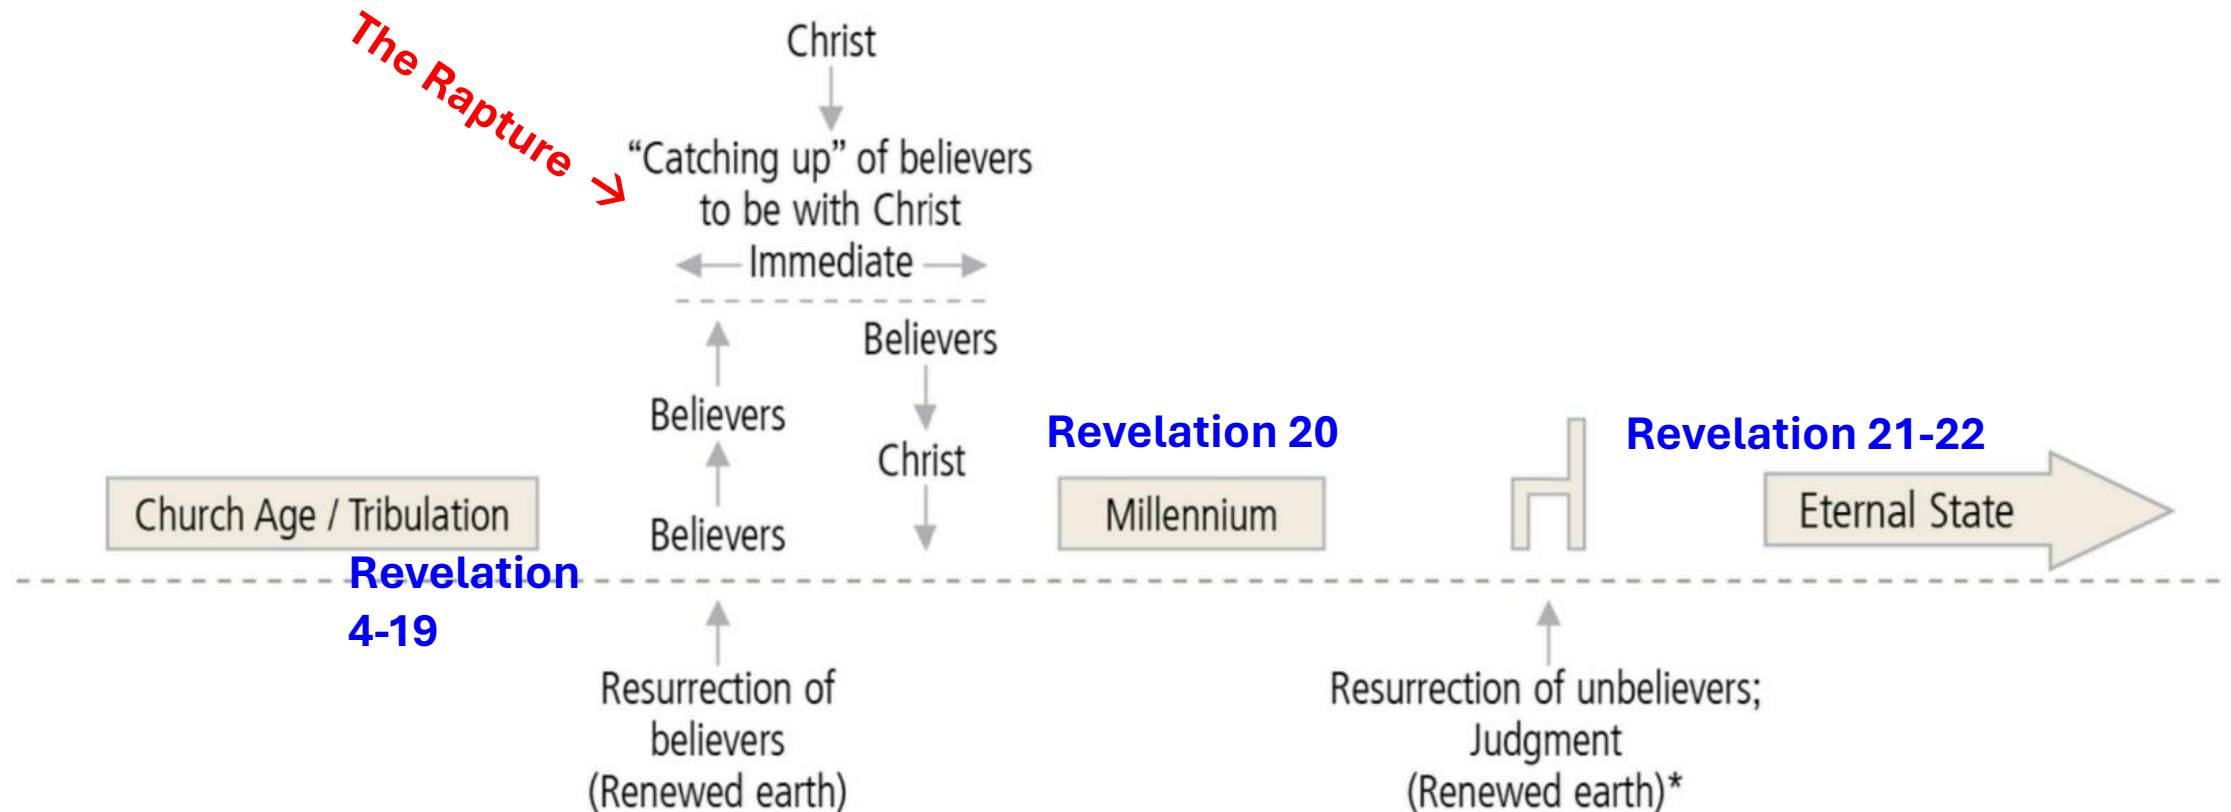 The Rapture →
Christ
“Catching up” of believers
to be with Christ
Immediate
Believers
Believers
Christ
Believers
Church Age / Tribulation
Revelation
4-19
Revelation 20
Millennium
Revelation 21-22
Eternal State
Resurrection of
believers
(Renewed earth)
Resurrection of unbelievers;
Judgment
(Renewed earth)*